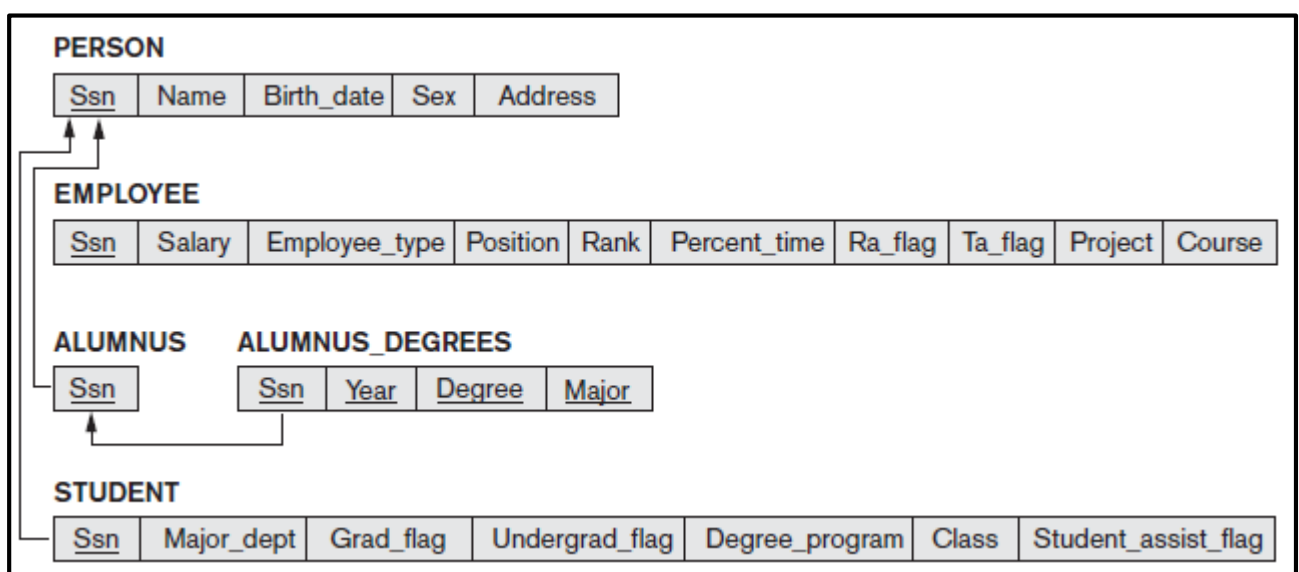 PERSON
Ssn Name Birth_date Sex Address
EMPLOYEE
Ssn Salary Employee_type Position Rank Percent_time Ra_flag Ta_flag Project Course
ALUMNUS ALUMNUS_DEGREES
Ssn Ssn Year Degree Major
STUDENT
Ssn Major_dept Grad_flag Undergrad_flag Degree_program Class Student_assist_flag